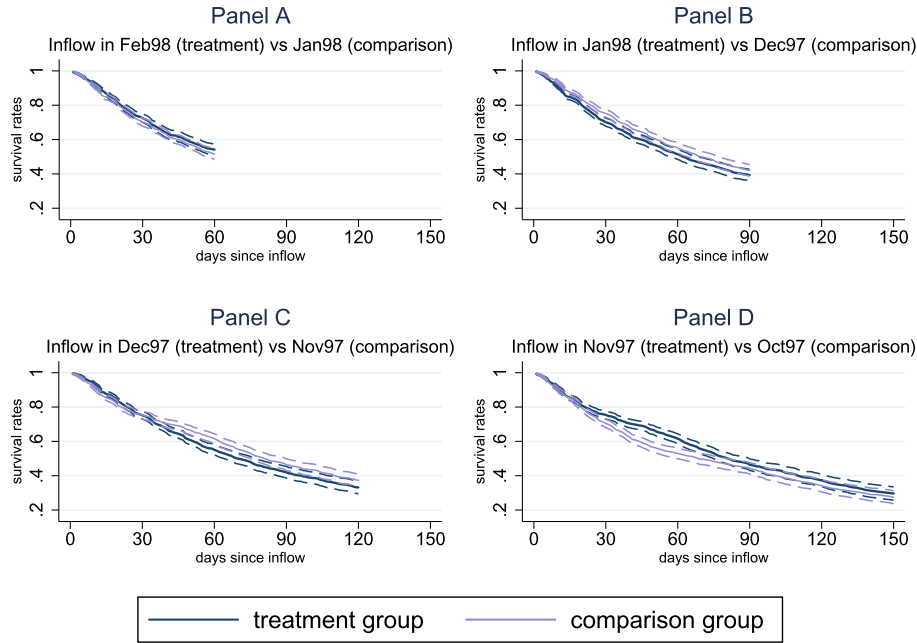 Panel A
Inflow in Feb98 (treatment) vs Jan98 (comparison)
survival rates
1
.8
.6
.4
.2
0 30 60 90 120 150
days since inflow
Panel B
Inflow in Jan98 (treatment) vs Dec97 (comparison)
survival rates
1
.8
.6
.4
.2
0 30 60 90 120 150
days since inflow
Panel C
Inflow in Dec97 (treatment) vs Nov97 (comparison)
survival rates
1
.8
.6
.4
.2
0 30 60 90 120 150
days since inflow
Panel D
Inflow in Nov97 (treatment) vs Oct97 (comparison)
survival rates
1
.8
.6
.4
.2
0 30 60 90 120 150
days since inflow
treatment group comparison group